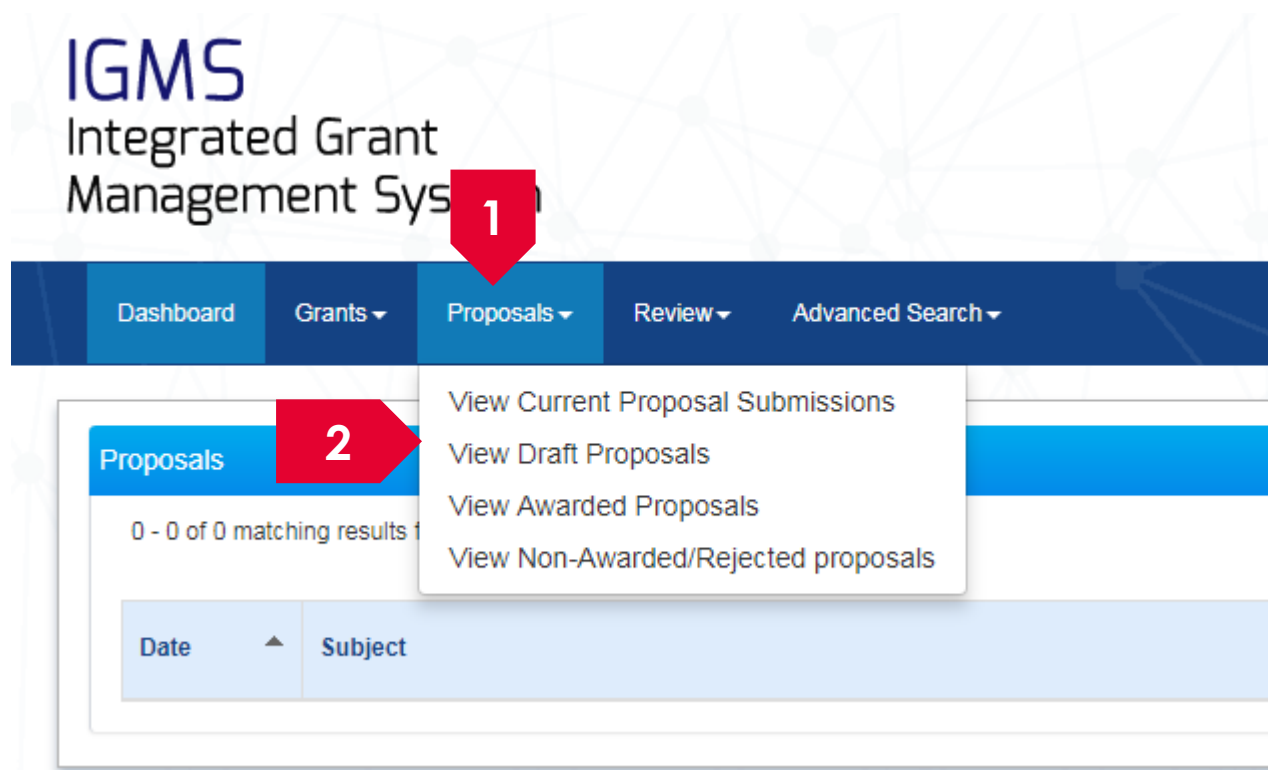 IGMS
Integrated Grant
Management
1
Dashboard Grants Proposals Review Advanced Search
View Current Proposal Submissions
2
Proposals
View Draft Proposals
View Awarded Proposals
0 - 0 of 0 matching results
View Non-Awarded/Rejected proposals
Date Subject